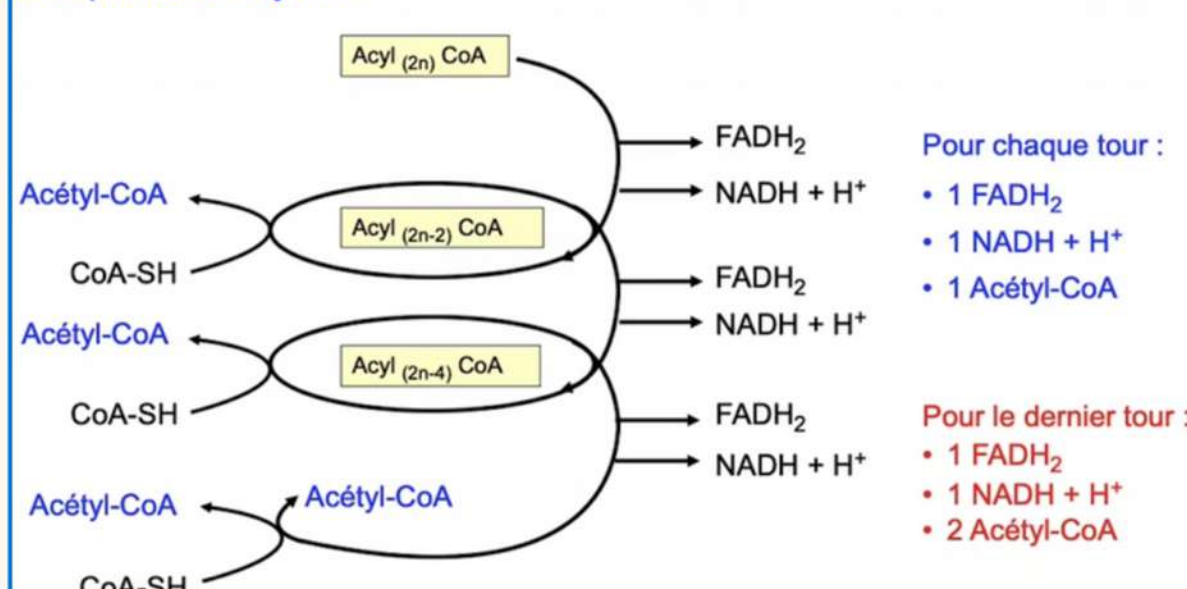 Acyl (2n) CoA
FADH₂
NADH + H⁺
Acétyl-CoA
Acyl (2n-2) CoA
CoA-SH
FADH₂
NADH + H⁺
Acétyl-CoA
Acyl (2n-4) CoA
CoA-SH
FADH₂
NADH + H⁺
Acétyl-CoA
Acétyl-CoA
CoA-SH
Pour chaque tour :
• 1 FADH₂
• 1 NADH + H⁺
• 1 Acétyl-CoA
Pour le dernier tour :
• 1 FADH₂
• 1 NADH + H⁺
• 2 Acétyl-CoA